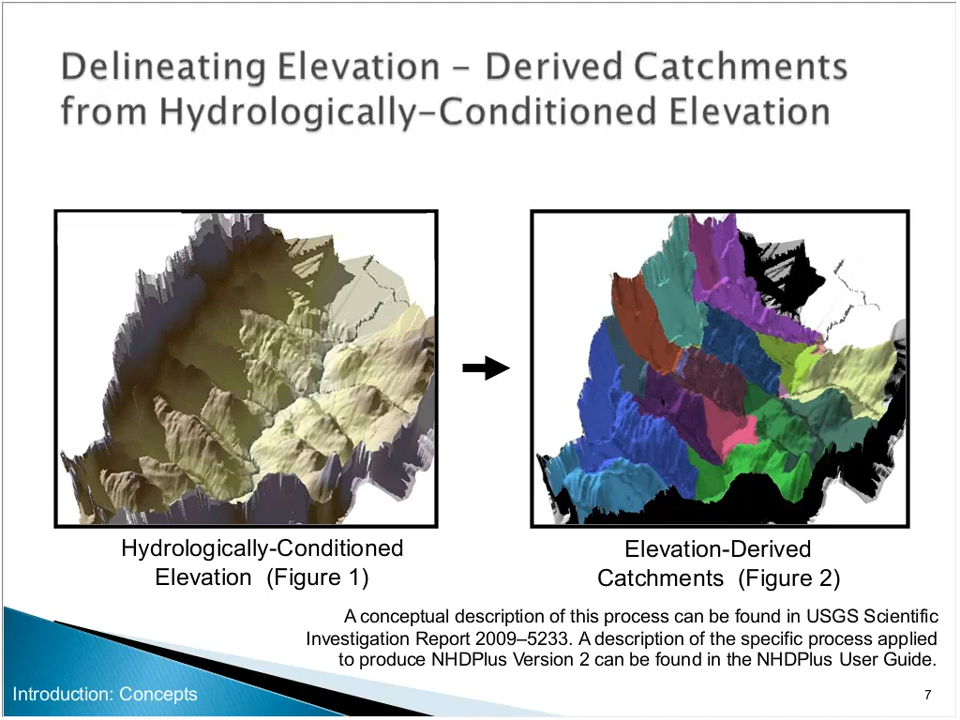 Delineating Elevation - Derived Catchments
from Hydrologically-Conditioned Elevation
Hydrologically-Conditioned
Elevation (Figure 1)
Elevation-Derived
Catchments (Figure 2)
A conceptual description of this process can be found in USGS Scientific
Investigation Report 2009–5233. A description of the specific process applied
to produce NHDPlus Version 2 can be found in the NHDPlus User Guide.
Introduction: Concepts
7